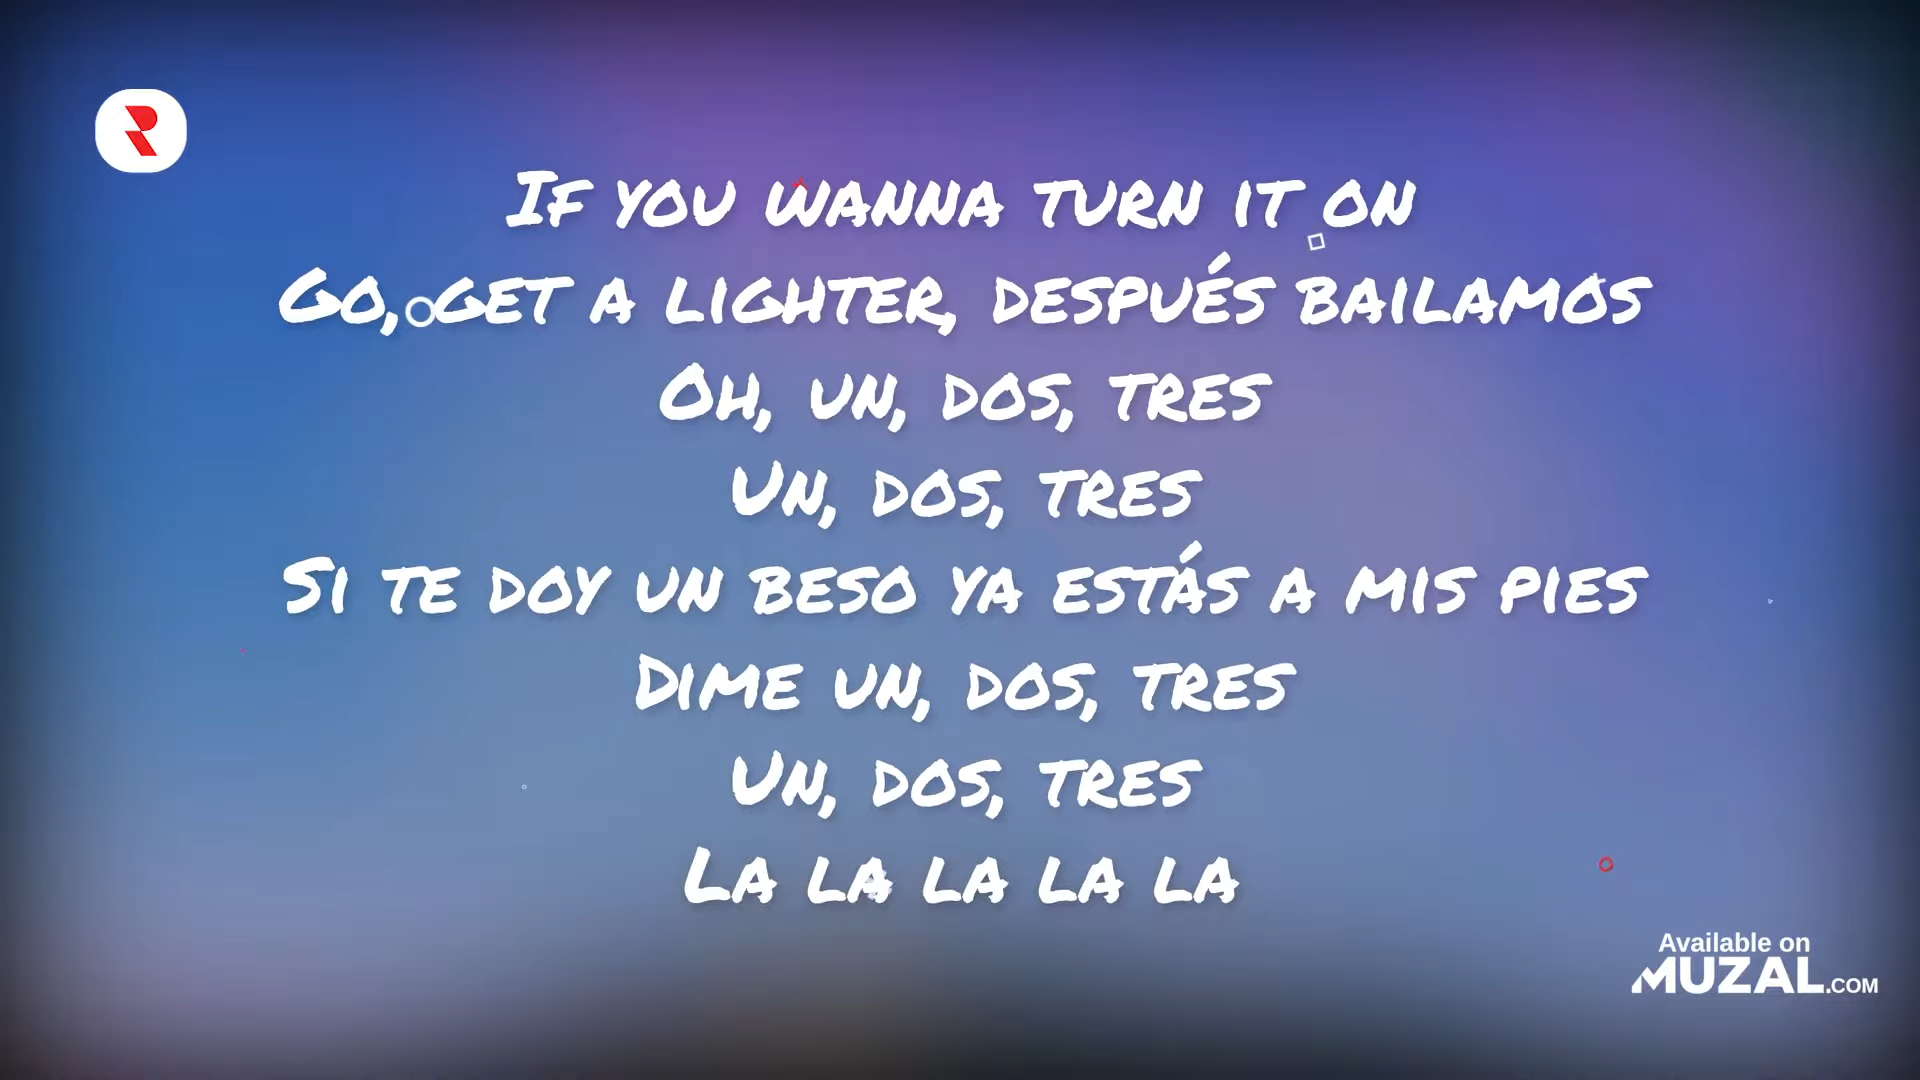 If you wanna turn it on
Go, get a lighter, después bailamos
Oh, un, dos, tres
Un, dos, tres
Si te doy un beso ya estás a mis pies
Dime un, dos, tres
Un, dos, tres
La la la la la
Available on
MUZAL.COM